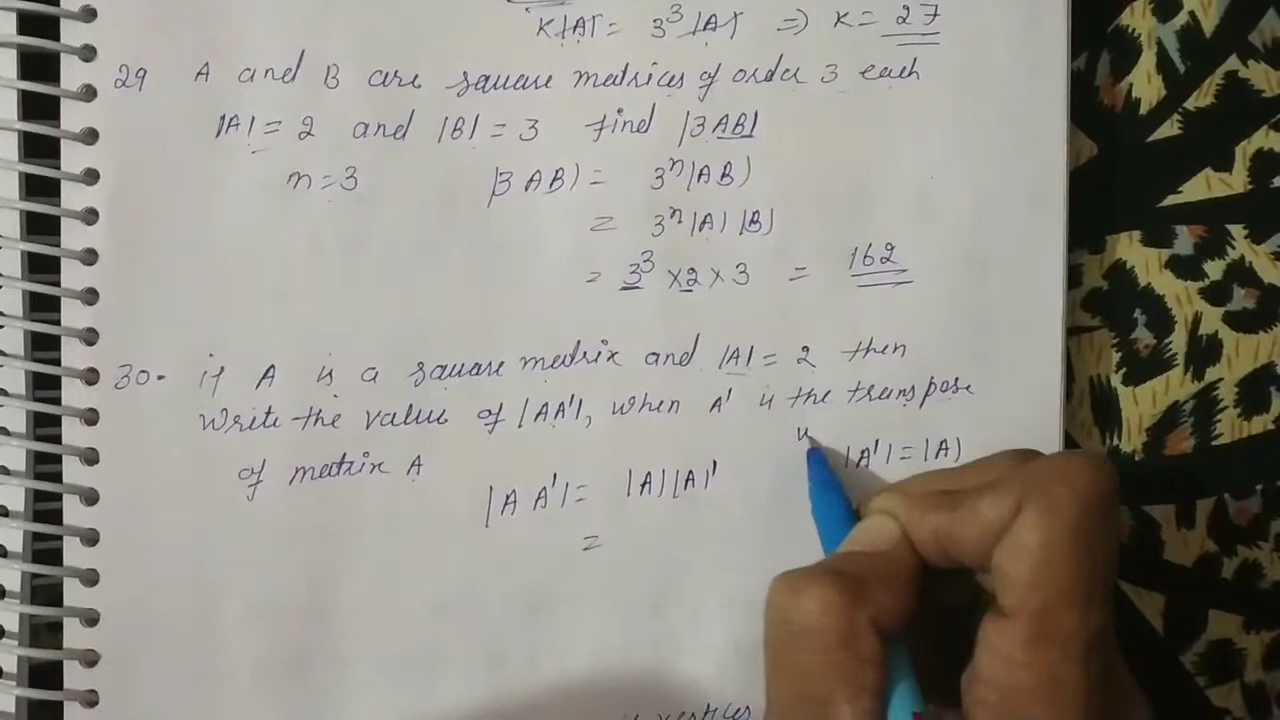 K|A| = 3³ |A| => K = 27
29 A and B are square matrices of order 3 each
|A| = 2 and |B| = 3 find |3AB|
n = 3 |3AB| = 3ⁿ|AB|
= 3ⁿ|A| |B|
= 3³ × 2 × 3 = 162
30. if A is a square matrix and |A| = 2 then
Write the value of |AA'|, when A' is the transpose
of matrix A |A'| = |A|
|A A'| = |A| |A|'
=
vertices